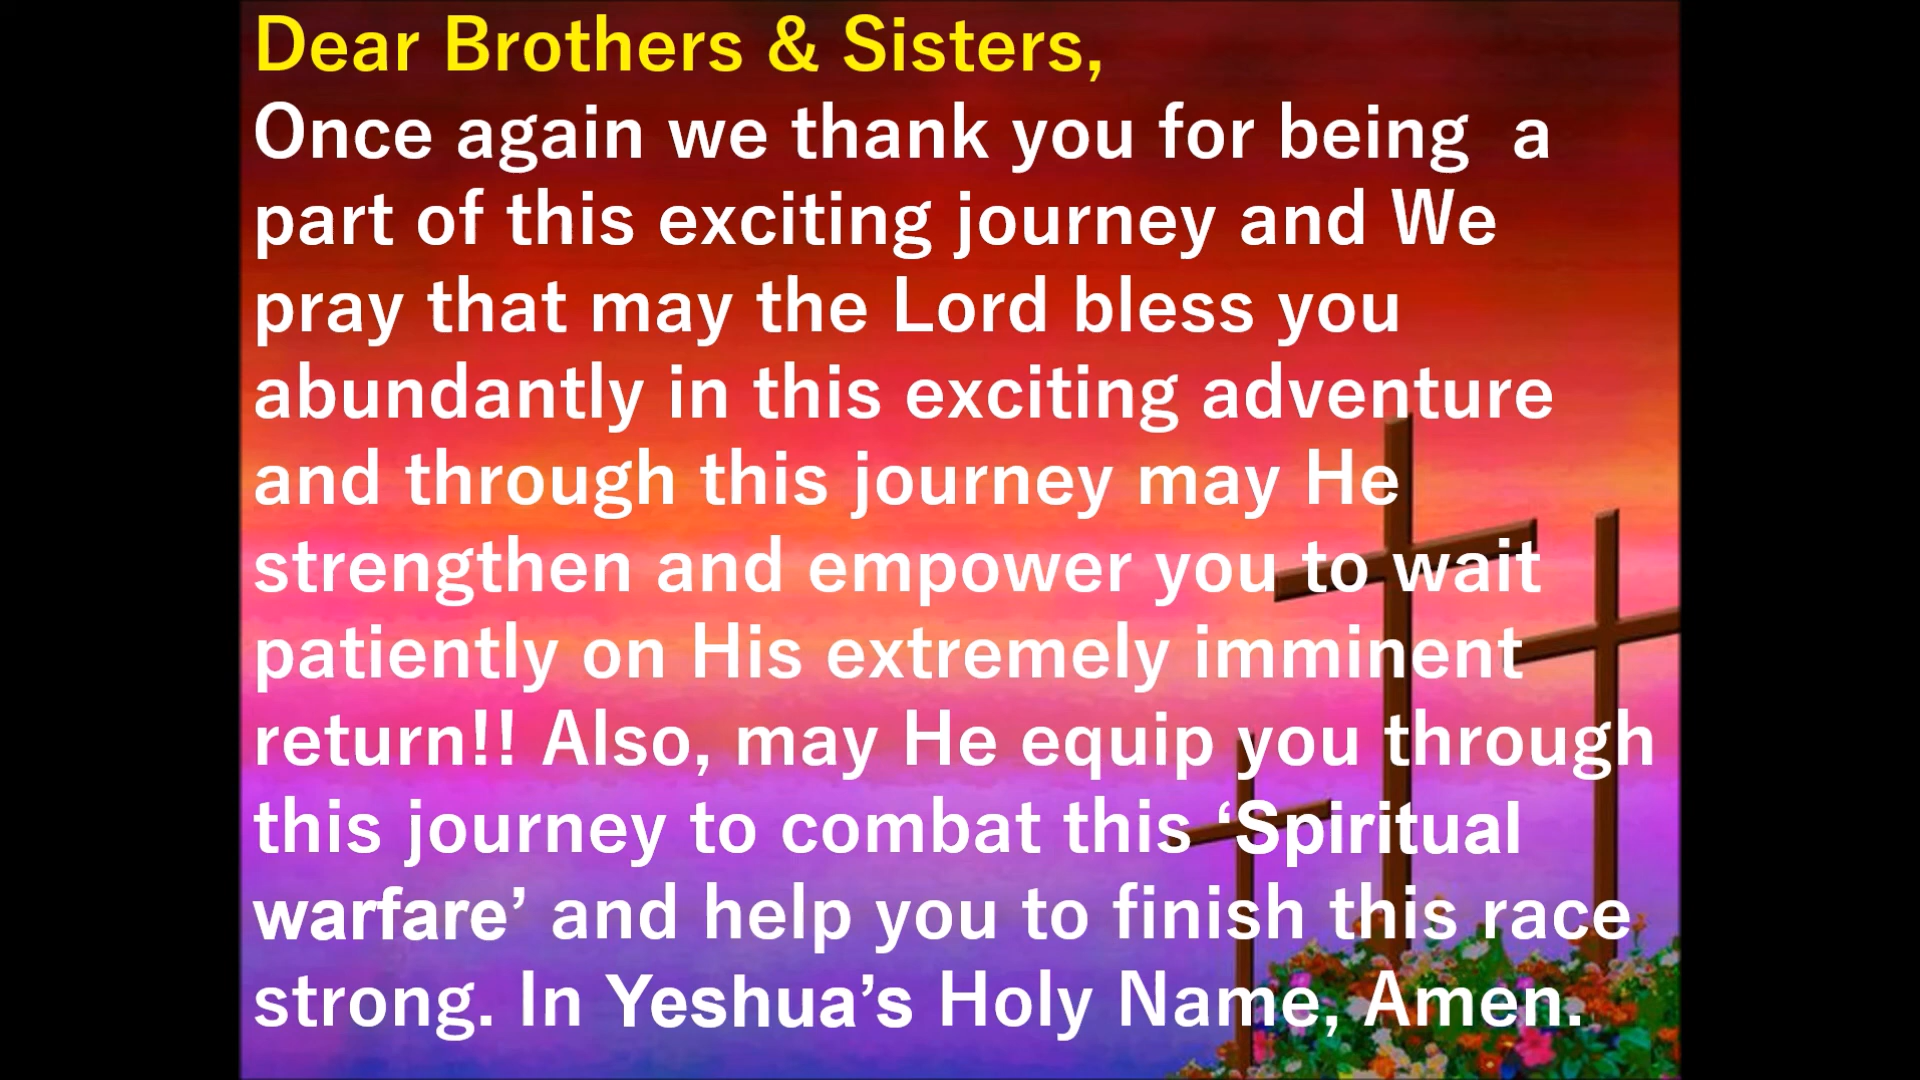 Dear Brothers & Sisters,
Once again we thank you for being  a
part of this exciting journey and We
pray that may the Lord bless you
abundantly in this exciting adventure
and through this journey may He
strengthen and empower you to wait
patiently on His extremely imminent
return!! Also, may He equip you through
this journey to combat this ‘Spiritual
warfare’ and help you to finish this race
strong. In Yeshua’s Holy Name, Amen.